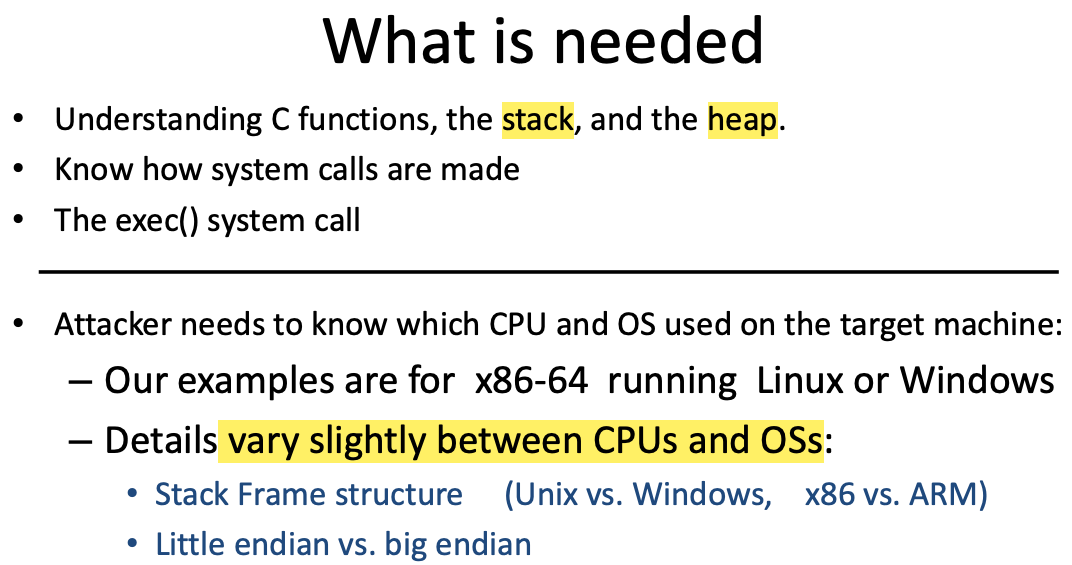 What is needed
• Understanding C functions, the stack, and the heap.
• Know how system calls are made
• The exec() system call
• Attacker needs to know which CPU and OS used on the target machine:
– Our examples are for x86-64 running Linux or Windows
– Details vary slightly between CPUs and OSs:
• Stack Frame structure (Unix vs. Windows, x86 vs. ARM)
• Little endian vs. big endian